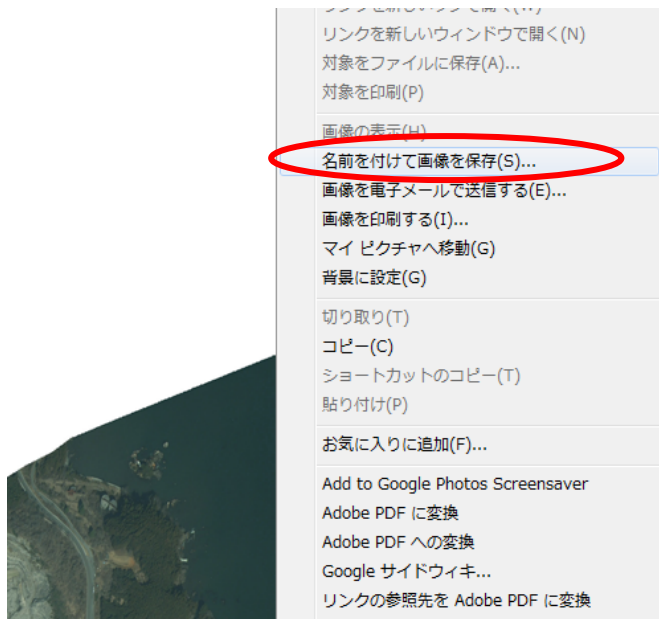 リンクを新しいウィンドウで開く(N)
対象をファイルに保存(A)...
対象を印刷(P)
画像の表示(H)
名前を付けて画像を保存(S)...
画像を電子メールで送信する(E)...
画像を印刷する(I)...
マイ ピクチャへ移動(G)
背景に設定(G)
切り取り(T)
コピー(C)
ショートカットのコピー(T)
貼り付け(P)
お気に入りに追加(F)...
Add to Google Photos Screensaver
Adobe PDF に変換
Adobe PDF への変換
Google サイドウィキ...
リンクの参照先を Adobe PDF に変換